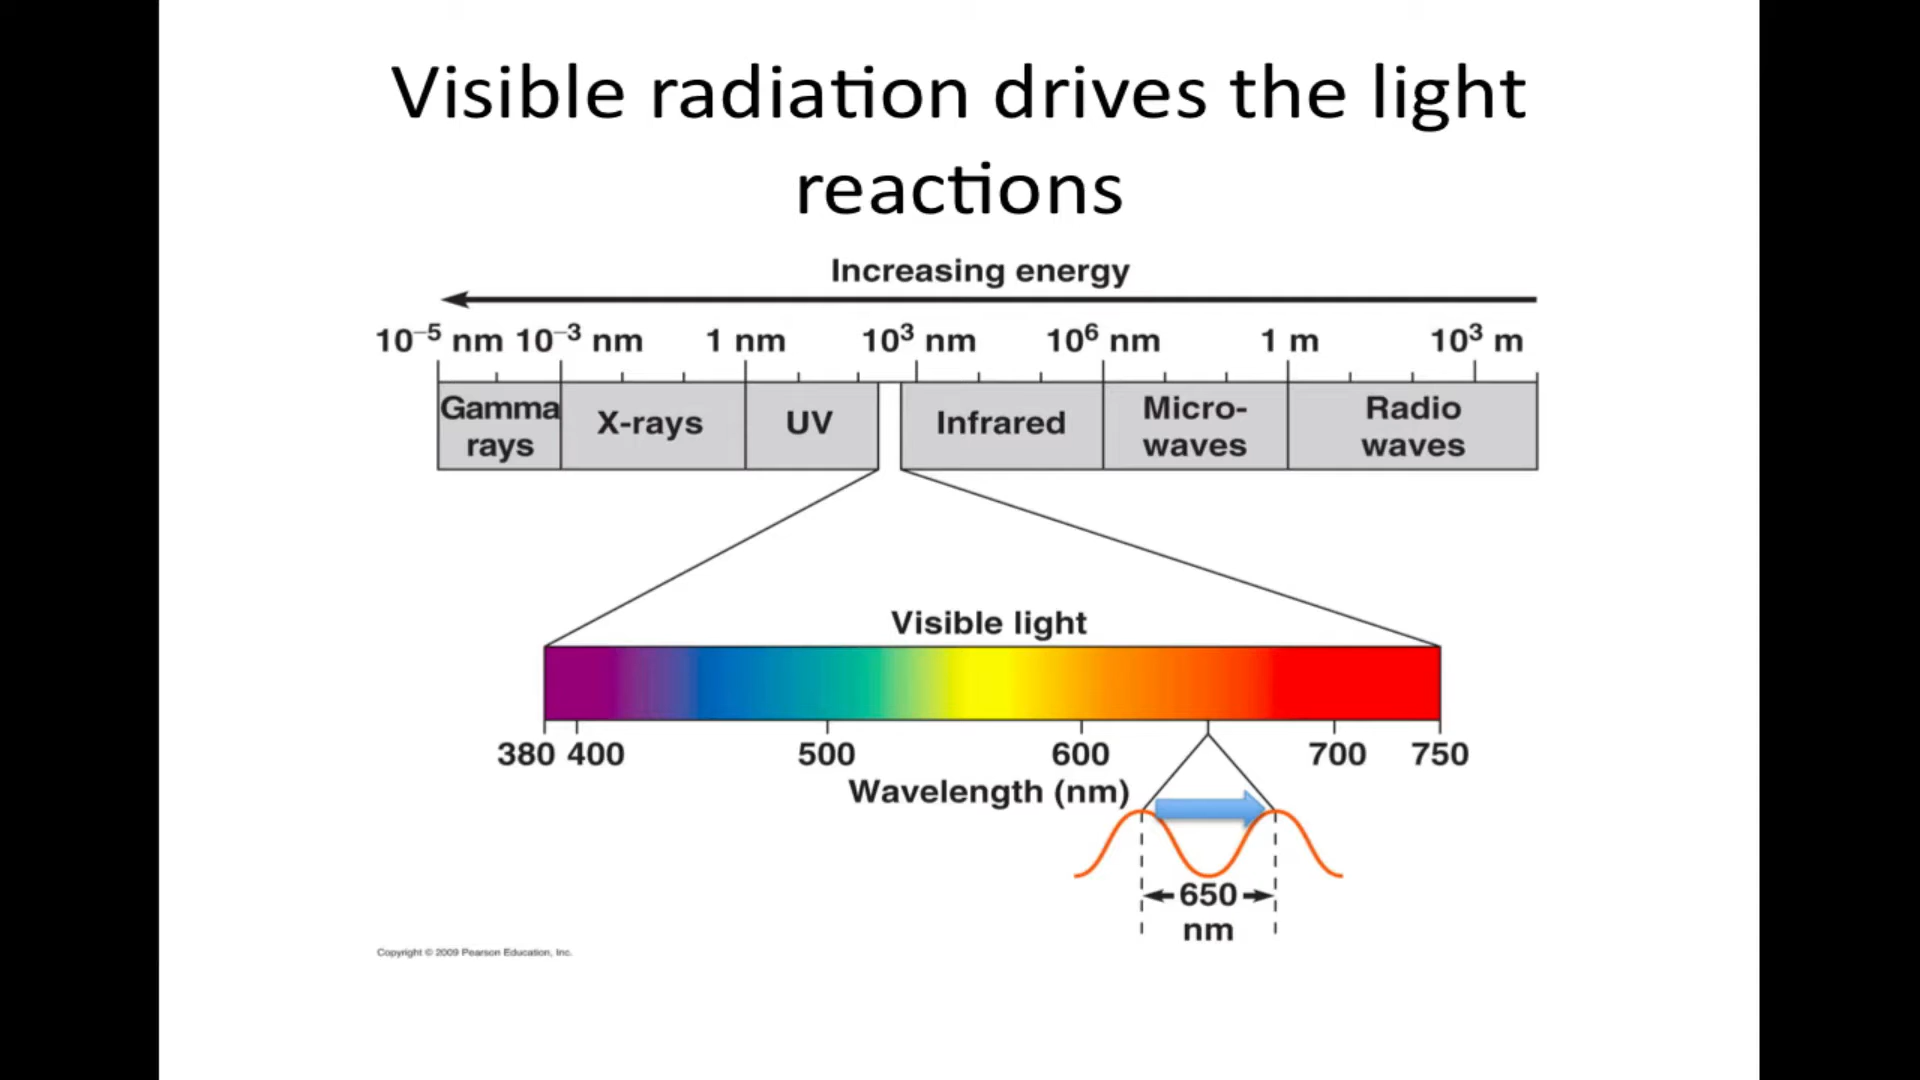 Visible radiation drives the light
reactions
Increasing energy
10⁻⁵ nm 10⁻³ nm 1 nm 10³ nm 10⁶ nm 1 m 10³ m
Gamma rays X-rays UV Infrared Micro-waves Radio waves
Visible light
380 400 500 600 700 750
Wavelength (nm)
650
nm
Copyright © 2009 Pearson Education, Inc.